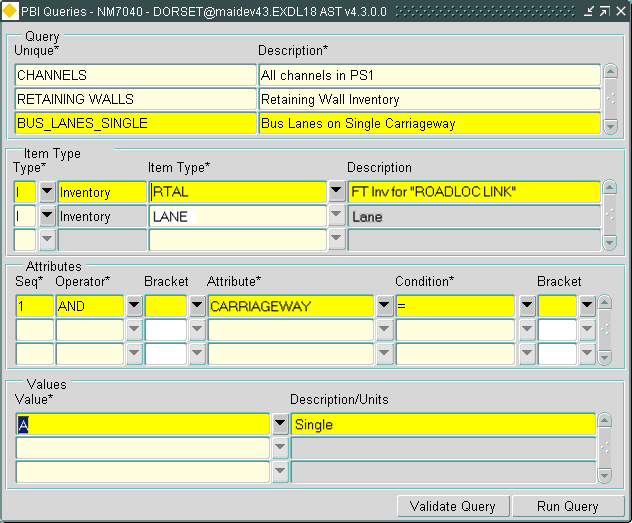 PBI Queries - NM7040 - DORSET@maidev43.EXDL18 AST v4.3.0.0
Query
Unique* Description*
CHANNELS All channels in PS1
RETAINING WALLS Retaining Wall Inventory
BUS_LANES_SINGLE Bus Lanes on Single Carriageway
Item Type
Type* Item Type* Description
I Inventory RTAL FT Inv for "ROADLOC LINK"
I Inventory LANE Lane
Attributes
Seq* Operator* Bracket Attribute* Condition* Bracket
1 AND CARRIAGEWAY =
Values
Value* Description/Units
A Single
Validate Query Run Query